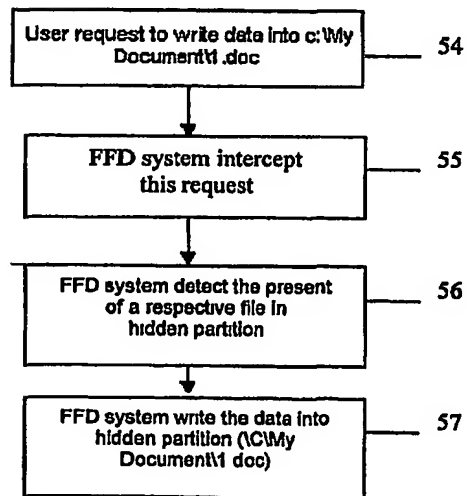 User request to write data into c:\My
Document\1 .doc
54
FFD system intercept
this request
55
FFD system detect the present
of a respective file in
hidden partition
56
FFD system write the data into
hidden partition (\C\My
Document\1 doc)
57